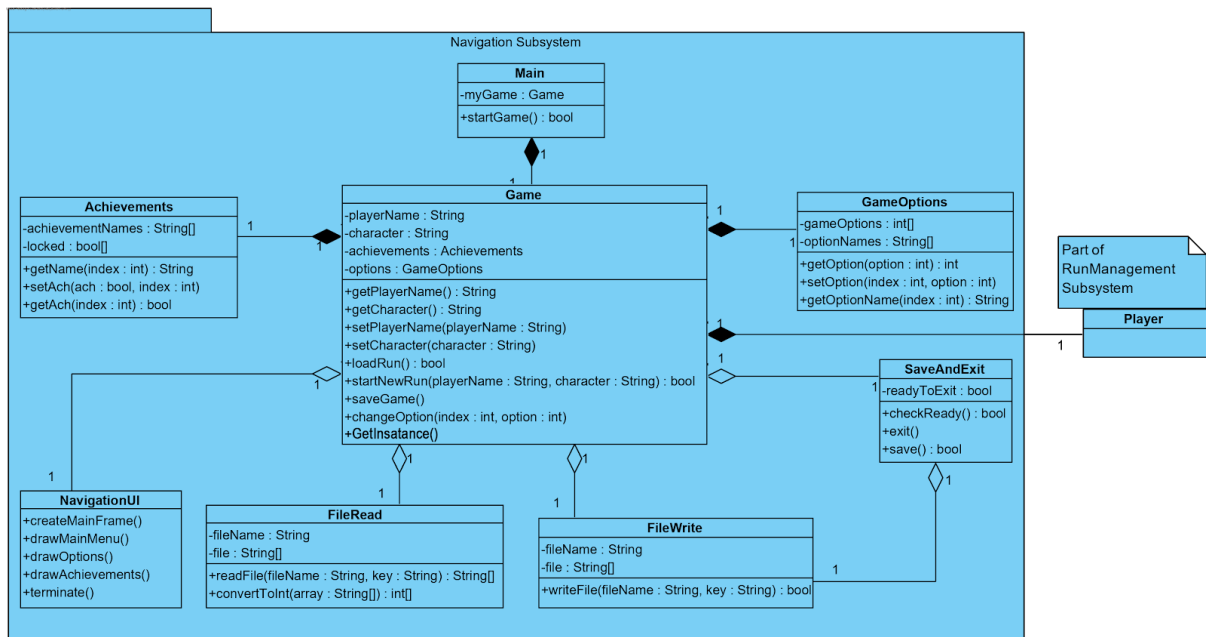 Navigation Subsystem
Main
-myGame : Game
+startGame() : bool
1
1
Achievements
-achievementNames : String[]
-locked : bool[]
+getName(index : int) : String
+setAch(ach : bool, index : int)
+getAch(index : int) : bool
1
1
Game
-playerName : String
-character : String
-achievements : Achievements
-options : GameOptions
+getPlayerName() : String
+getCharacter() : String
+setPlayerName(playerName : String)
+setCharacter(character : String)
+loadRun() : bool
+startNewRun(playerName : String, character : String) : bool
+saveGame()
+changeOption(index : int, option : int)
+GetInsatance()
1
1
GameOptions
-gameOptions : int[]
-optionNames : String[]
+getOption(option : int) : int
+setOption(index : int, option : int)
+getOptionName(index : int) : String
Part of
RunManagement
Subsystem
Player
1
1
1
1
SaveAndExit
-readyToExit : bool
+checkReady() : bool
+exit()
+save() : bool
1
1
1
NavigationUI
+createMainFrame()
+drawMainMenu()
+drawOptions()
+drawAchievements()
+terminate()
1
1
FileRead
-fileName : String
-file : String[]
+readFile(fileName : String, key : String) : String[]
+convertToInt(array : String[]) : int[]
1
1
FileWrite
-fileName : String
-file : String[]
+writeFile(fileName : String, key : String) : bool
1